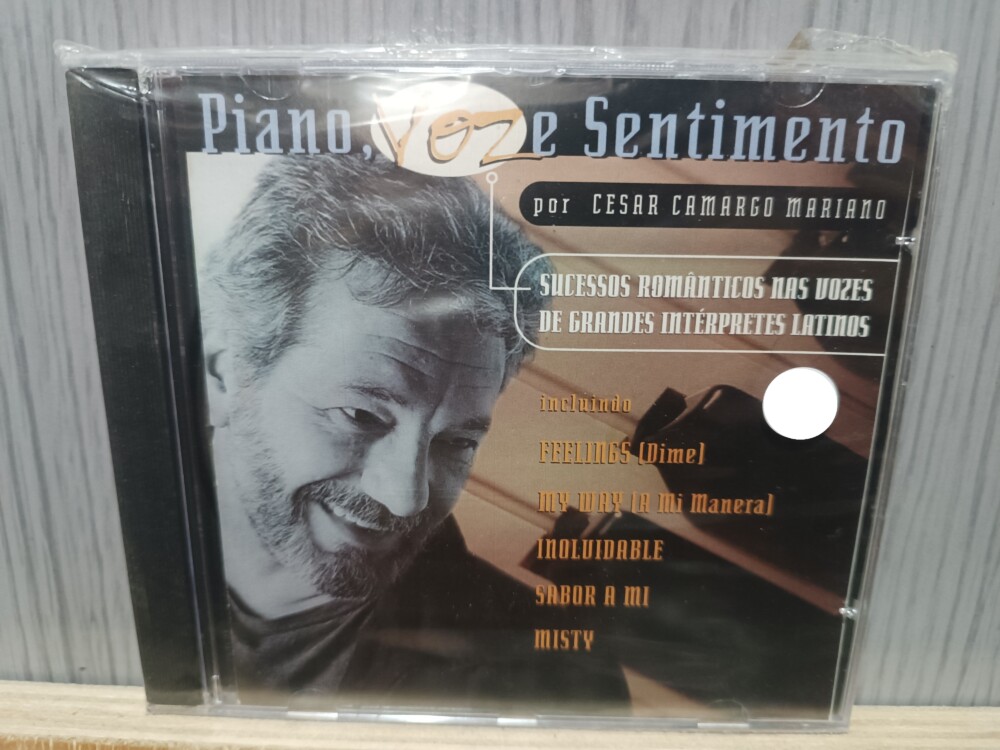 Piano, Voz e Sentimento
por CESAR CAMARGO MARIANO
SUCESSOS ROMÂNTICOS NAS VOZES
DE GRANDES INTÉRPRETES LATINOS
incluindo
FEELINGS (Dime)
MY WAY (A Mi Manera)
INOLVIDABLE
SABOR A MI
MISTY